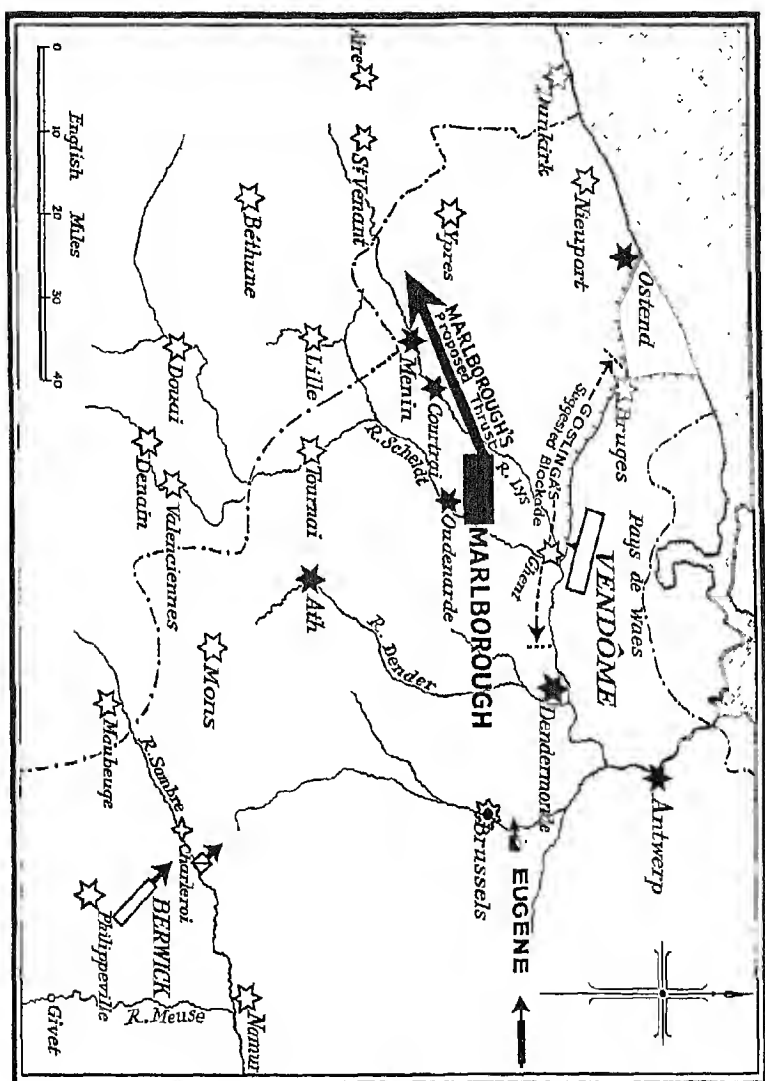 Dunkirk
Nieuport
Ostend
Bruges
Pays de Waes
Antwerp
GOSLINGA'S
Suggested Blockade
VENDÔME
Ghent
Dendermonde
Ypres
MARLBOROUGH'S
Proposed Thrust
R. Lys
Aire
St Venant
Menin
Courtrai
MARLBOROUGH
Oudenarde
R. Scheldt
EUGENE
Brussels
R. Dender
Béthune
Lille
Tournai
Ath
Douai
Denain
Valenciennes
Mons
Maubeuge
R. Sambre
Charleroi
BERWICK
Philippeville
Namur
R. Meuse
Givet
0 10 20 30 40
English Miles